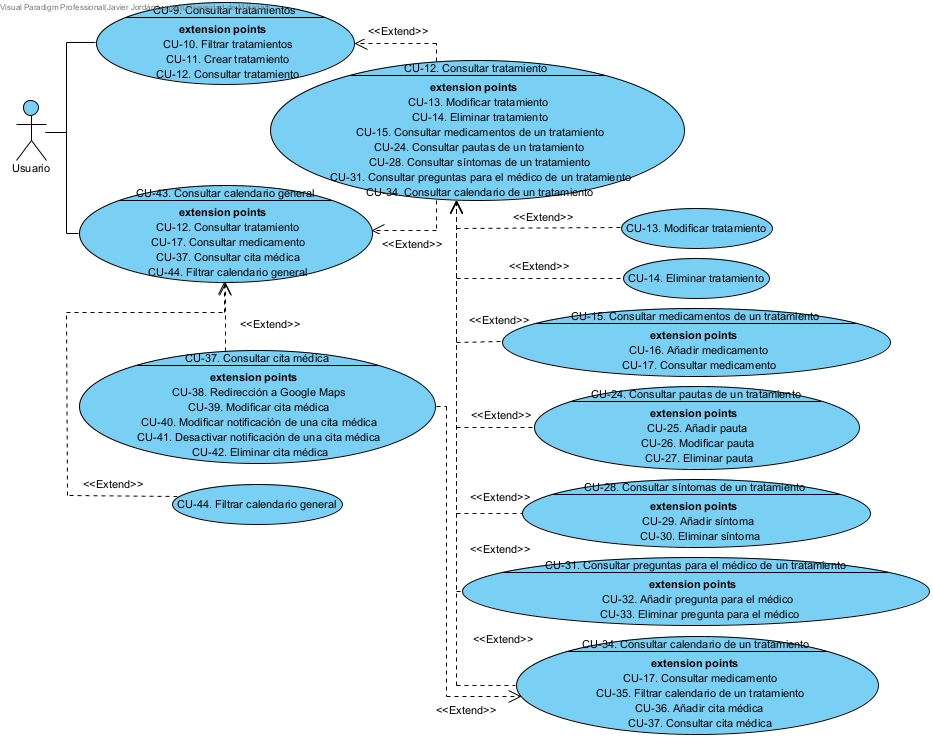 Visual Paradigm Professional(Javier Jordán
CU-9. Consultar tratamientos
extension points
CU-10. Filtrar tratamientos
CU-11. Crear tratamiento
CU-12. Consultar tratamiento
<<Extend>>
CU-12. Consultar tratamiento
extension points
CU-13. Modificar tratamiento
CU-14. Eliminar tratamiento
CU-15. Consultar medicamentos de un tratamiento
CU-24. Consultar pautas de un tratamiento
CU-28. Consultar síntomas de un tratamiento
CU-31. Consultar preguntas para el médico de un tratamiento
CU-34. Consultar calendario de un tratamiento
Usuario
CU-43. Consultar calendario general
extension points
CU-12. Consultar tratamiento
CU-17. Consultar medicamento
CU-37. Consultar cita médica
CU-44. Filtrar calendario general
<<Extend>>
<<Extend>>
CU-13. Modificar tratamiento
<<Extend>>
CU-14. Eliminar tratamiento
<<Extend>>
CU-15. Consultar medicamentos de un tratamiento
extension points
CU-16. Añadir medicamento
CU-17. Consultar medicamento
<<Extend>>
CU-37. Consultar cita médica
extension points
CU-38. Redirección a Google Maps
CU-39. Modificar cita médica
CU-40. Modificar notificación de una cita médica
CU-41. Desactivar notificación de una cita médica
CU-42. Eliminar cita médica
<<Extend>>
CU-24. Consultar pautas de un tratamiento
extension points
CU-25. Añadir pauta
CU-26. Modificar pauta
CU-27. Eliminar pauta
<<Extend>>
CU-44. Filtrar calendario general
<<Extend>>
CU-28. Consultar síntomas de un tratamiento
extension points
CU-29. Añadir síntoma
CU-30. Eliminar síntoma
<<Extend>>
CU-31. Consultar preguntas para el médico de un tratamiento
extension points
CU-32. Añadir pregunta para el médico
CU-33. Eliminar pregunta para el médico
<<Extend>>
CU-34. Consultar calendario de un tratamiento
extension points
CU-17. Consultar medicamento
CU-35. Filtrar calendario de un tratamiento
CU-36. Añadir cita médica
CU-37. Consultar cita médica
<<Extend>>